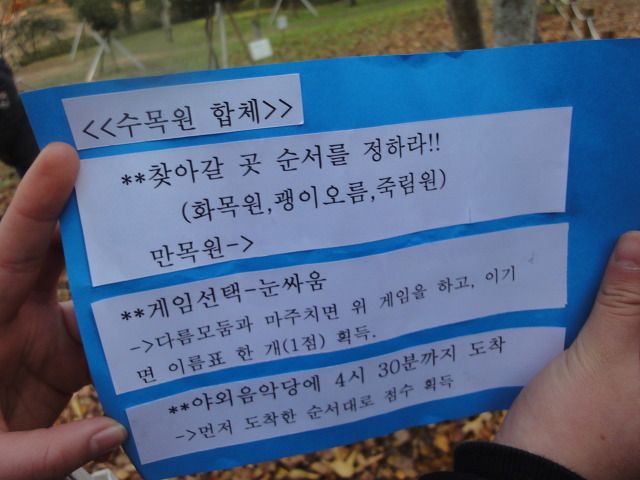 <<수목원 합체>>
**찾아갈 곳 순서를 정하라!!
(화목원,괭이오름,죽림원)
만목원->
**게임선택-눈싸움
->다름모둠과 마주치면 위 게임을 하고, 이기
면 이름표 한 개(1점) 획득.
**야외음악당에 4시 30분까지 도착
->먼저 도착한 순서대로 점수 획득